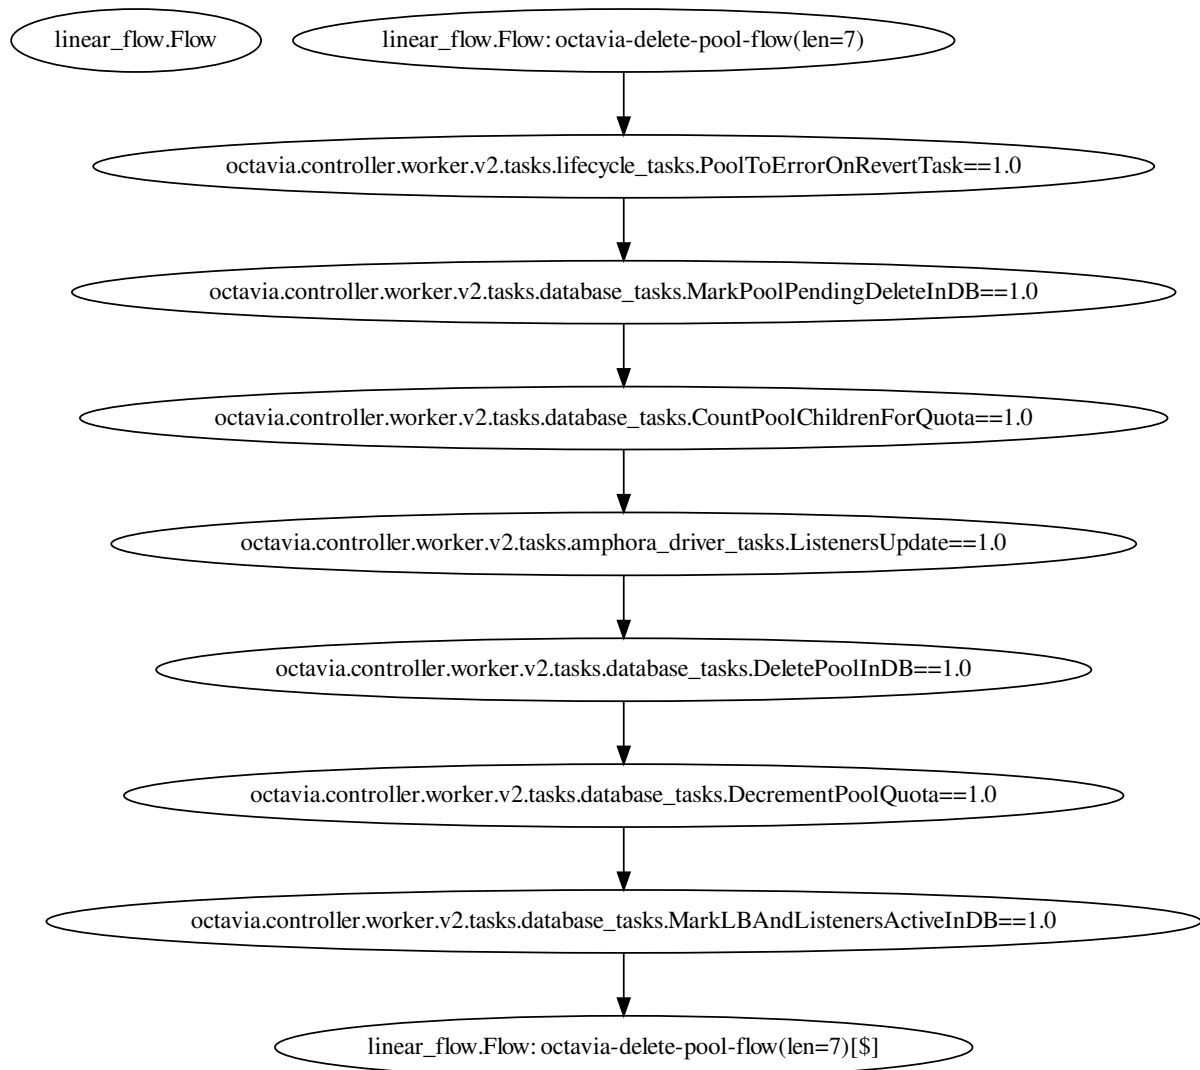 linear_flow.Flow
linear_flow.Flow: octavia-delete-pool-flow(len=7)
octavia.controller.worker.v2.tasks.lifecycle_tasks.PoolToErrorOnRevertTask==1.0
octavia.controller.worker.v2.tasks.database_tasks.MarkPoolPendingDeleteInDB==1.0
octavia.controller.worker.v2.tasks.database_tasks.CountPoolChildrenForQuota==1.0
octavia.controller.worker.v2.tasks.amphora_driver_tasks.ListenersUpdate==1.0
octavia.controller.worker.v2.tasks.database_tasks.DeletePoolInDB==1.0
octavia.controller.worker.v2.tasks.database_tasks.DecrementPoolQuota==1.0
octavia.controller.worker.v2.tasks.database_tasks.MarkLBAndListenersActiveInDB==1.0
linear_flow.Flow: octavia-delete-pool-flow(len=7)[$]